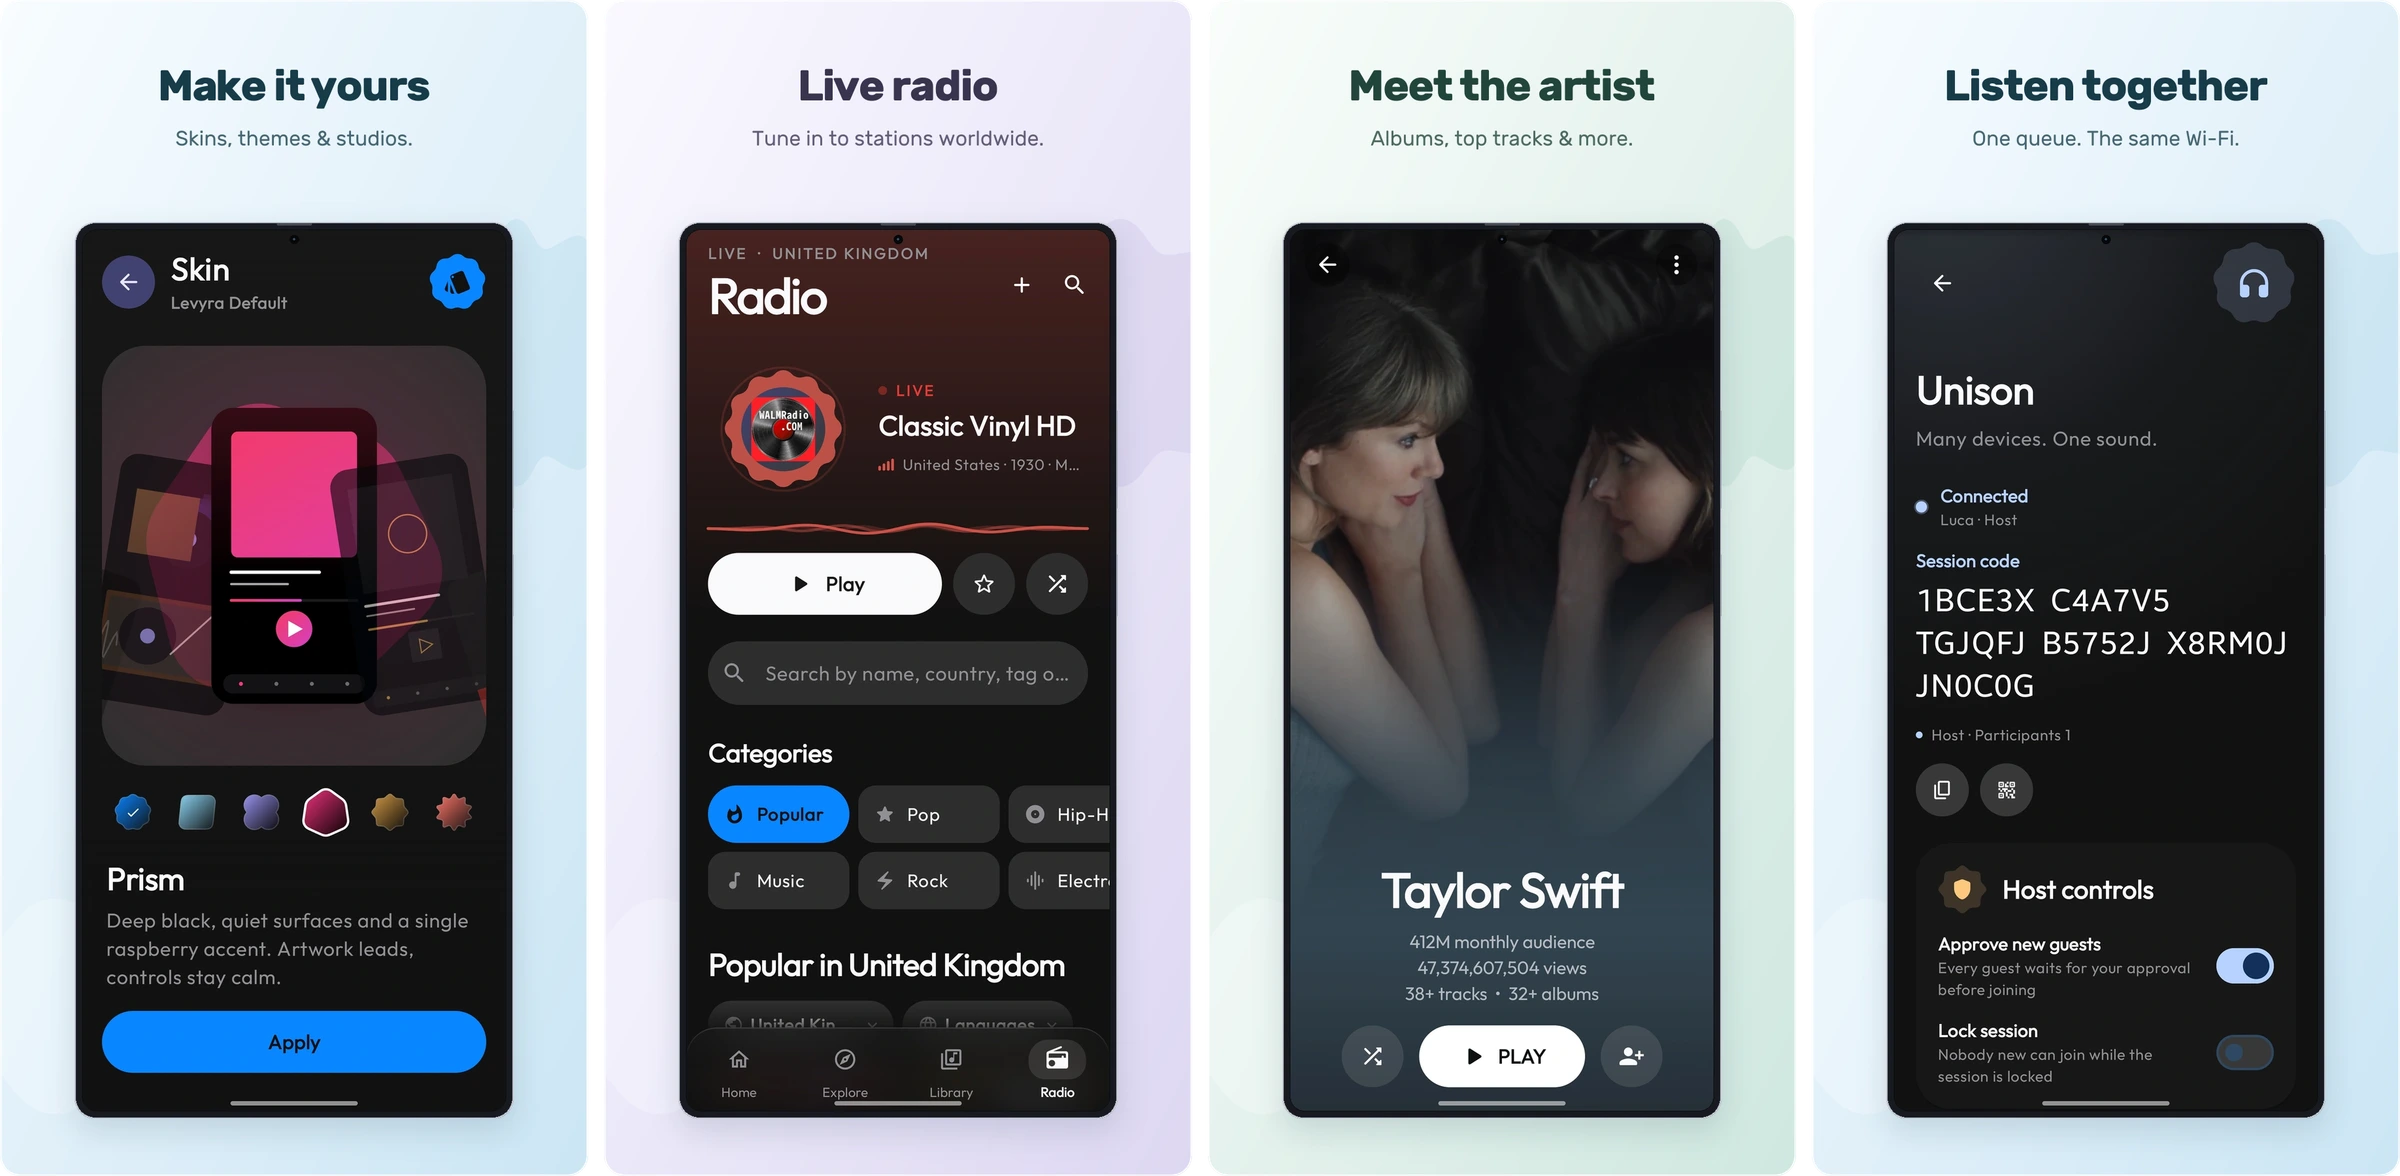 Make it yours
Skins, themes & studios.
Skin
Levyra Default
Prism
Deep black, quiet surfaces and a single
raspberry accent. Artwork leads,
controls stay calm.
Apply
Live radio
Tune in to stations worldwide.
LIVE · UNITED KINGDOM
Radio
WALMRadio
.COM
LIVE
Classic Vinyl HD
United States · 1930 · M...
Play
Search by name, country, tag o...
Categories
Popular
Pop
Hip-H
Music
Rock
Electr
Popular in United Kingdom
United Kin
Languages
Home
Explore
Library
Radio
Meet the artist
Albums, top tracks & more.
Taylor Swift
412M monthly audience
47,374,607,504 views
38+ tracks • 32+ albums
PLAY
Listen together
One queue. The same Wi-Fi.
Unison
Many devices. One sound.
Connected
Luca · Host
Session code
1BCE3X C4A7V5
TGJQFJ B5752J X8RM0J
JN0C0G
Host · Participants 1
Host controls
Approve new guests
Every guest waits for your approval
before joining
Lock session
Nobody new can join while the
session is locked